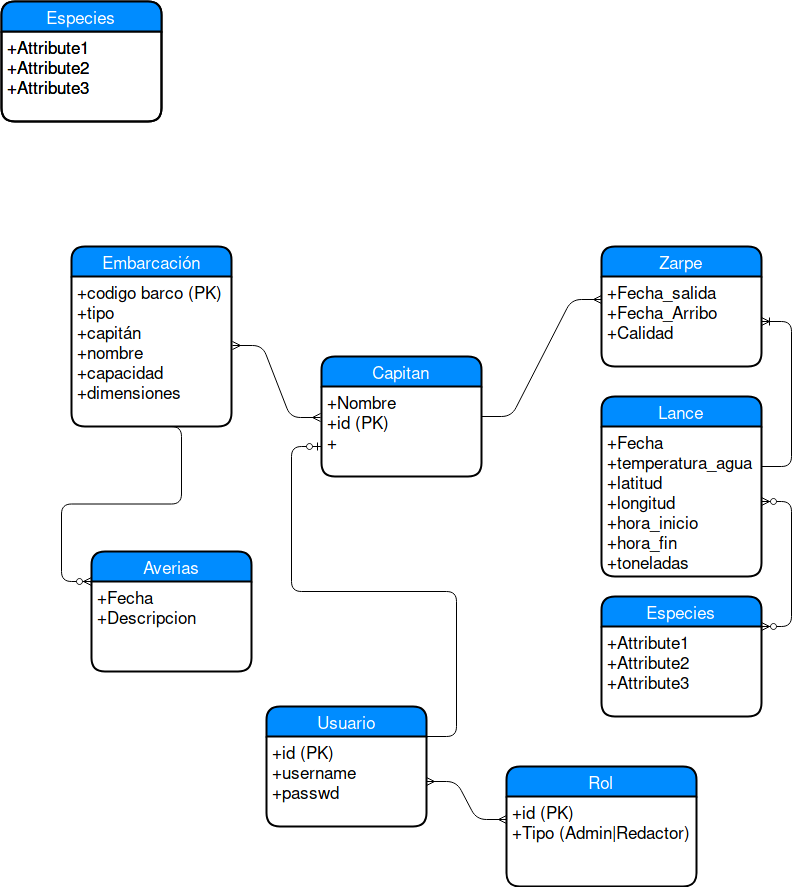 Especies
+Attribute1
+Attribute2
+Attribute3
Embarcación
+codigo barco (PK)
+tipo
+capitán
+nombre
+capacidad
+dimensiones
Zarpe
+Fecha_salida
+Fecha_Arribo
+Calidad
Capitan
+Nombre
+id (PK)
+
Lance
+Fecha
+temperatura_agua
+latitud
+longitud
+hora_inicio
+hora_fin
+toneladas
Averias
+Fecha
+Descripcion
Especies
+Attribute1
+Attribute2
+Attribute3
Usuario
+id (PK)
+username
+passwd
Rol
+id (PK)
+Tipo (Admin|Redactor)